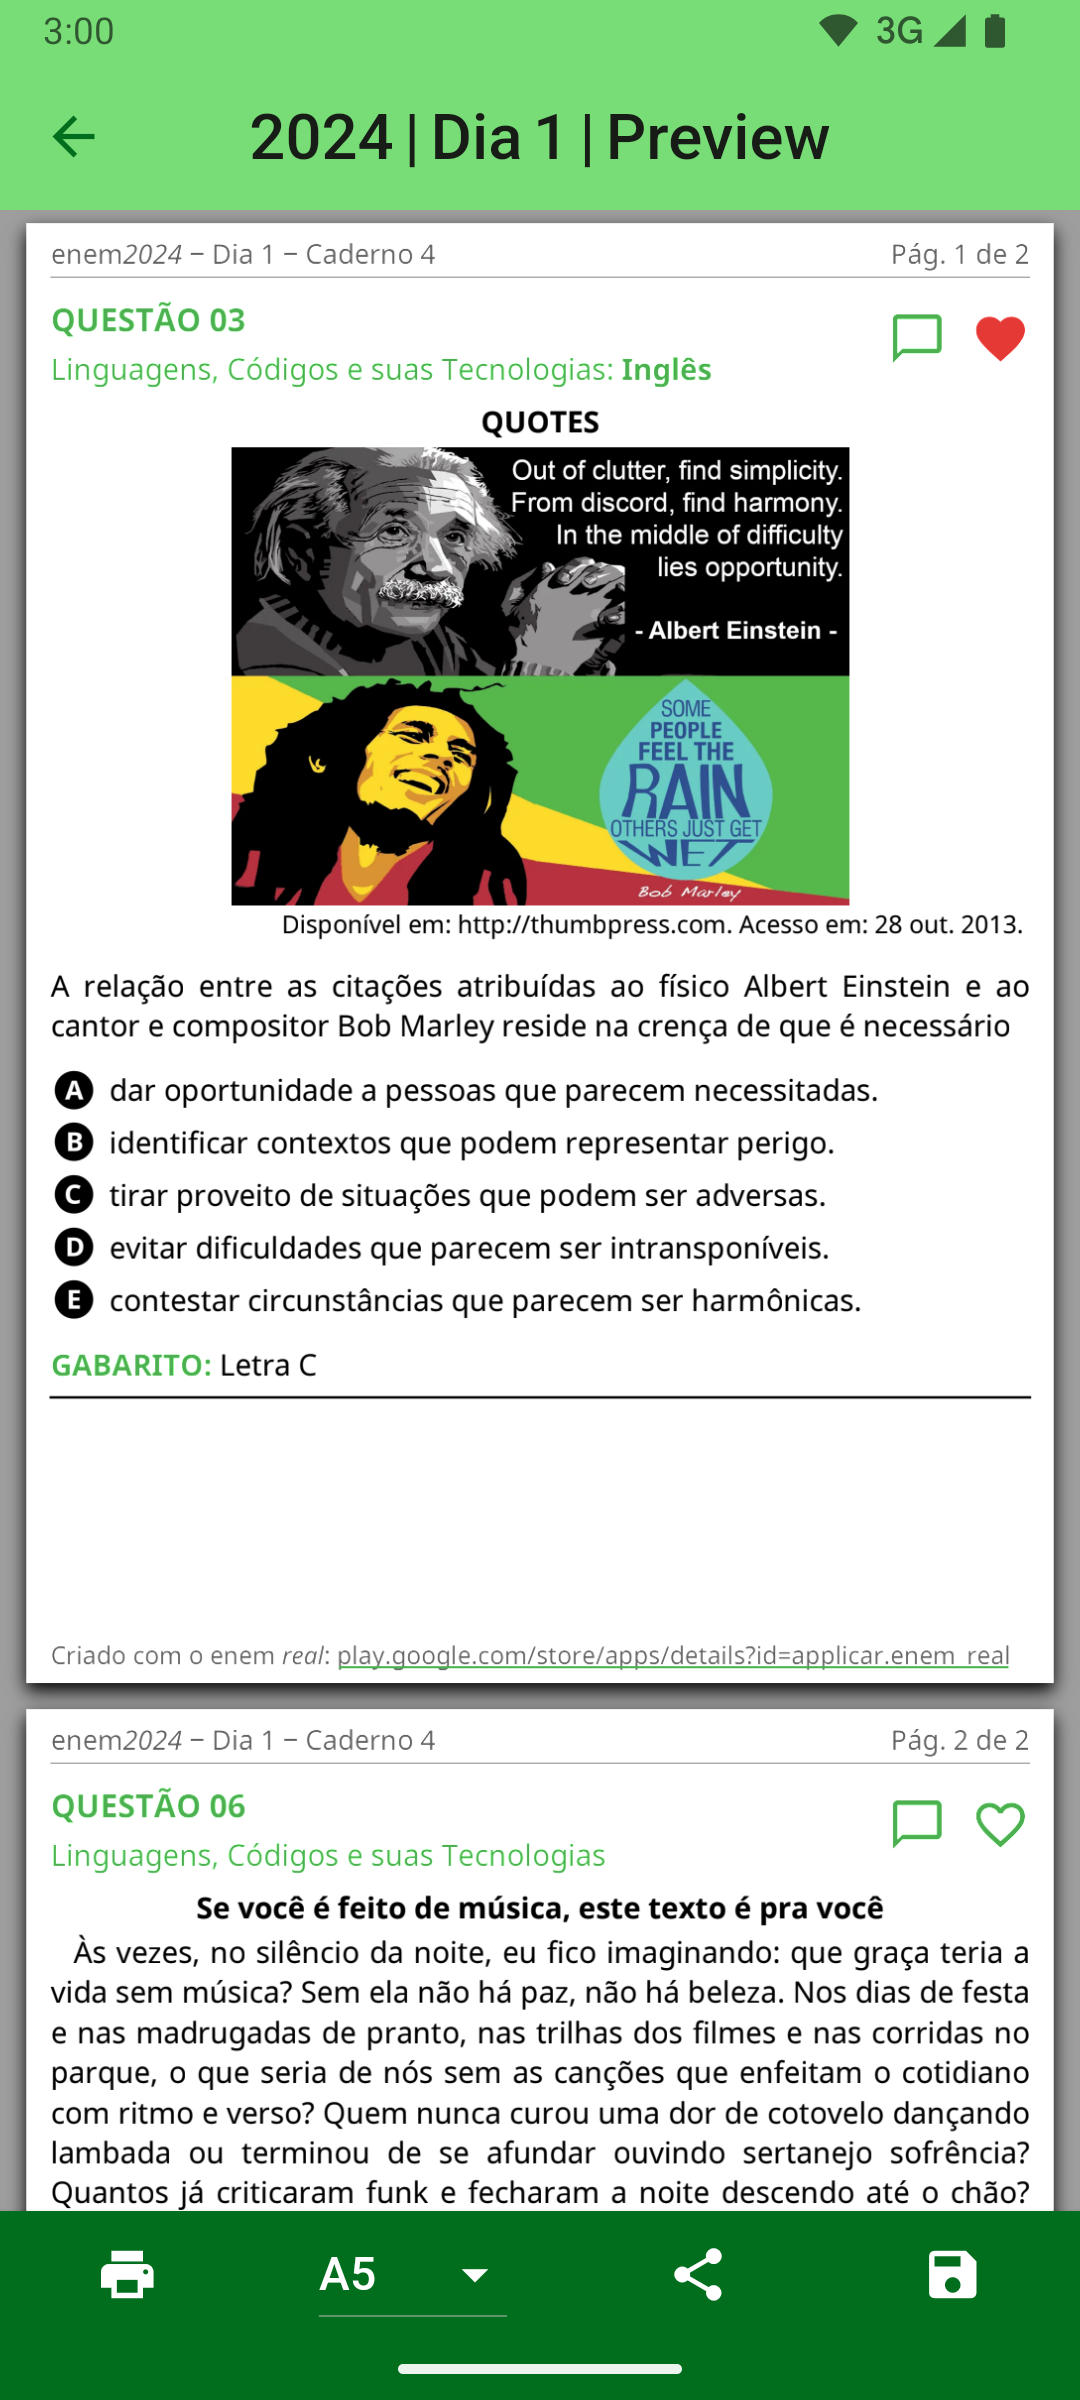 3:00
3G
2024 | Dia 1 | Preview
enem2024 – Dia 1 – Caderno 4
Pág. 1 de 2
QUESTÃO 03
Linguagens, Códigos e suas Tecnologias: Inglês
QUOTES
Out of clutter, find simplicity.
From discord, find harmony.
In the middle of difficulty
lies opportunity.
- Albert Einstein -
SOME
PEOPLE
FEEL THE
RAIN
OTHERS JUST GET
WET
Bob Marley
Disponível em: http://thumbpress.com. Acesso em: 28 out. 2013.
A relação entre as citações atribuídas ao físico Albert Einstein e ao
cantor e compositor Bob Marley reside na crença de que é necessário
A dar oportunidade a pessoas que parecem necessitadas.
B identificar contextos que podem representar perigo.
C tirar proveito de situações que podem ser adversas.
D evitar dificuldades que parecem ser intransponíveis.
E contestar circunstâncias que parecem ser harmônicas.
GABARITO: Letra C
Criado com o enem real: play.google.com/store/apps/details?id=applicar.enem_real
enem2024 – Dia 1 – Caderno 4
Pág. 2 de 2
QUESTÃO 06
Linguagens, Códigos e suas Tecnologias
Se você é feito de música, este texto é pra você
Às vezes, no silêncio da noite, eu fico imaginando: que graça teria a
vida sem música? Sem ela não há paz, não há beleza. Nos dias de festa
e nas madrugadas de pranto, nas trilhas dos filmes e nas corridas no
parque, o que seria de nós sem as canções que enfeitam o cotidiano
com ritmo e verso? Quem nunca curou uma dor de cotovelo dançando
lambada ou terminou de se afundar ouvindo sertanejo sofrência?
Quantos já criticaram funk e fecharam a noite descendo até o chão?
A5